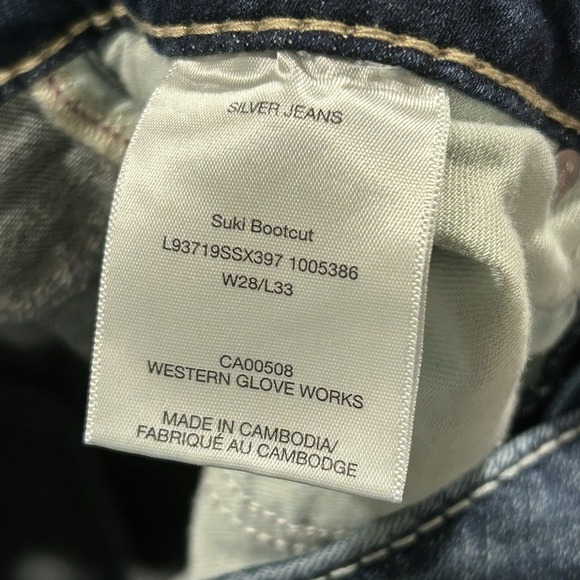 SILVER JEANS
Suki Bootcut
L93719SSX397 1005386
W28/L33
CA00508
WESTERN GLOVE WORKS
MADE IN CAMBODIA/
FABRIQUÉ AU CAMBODGE